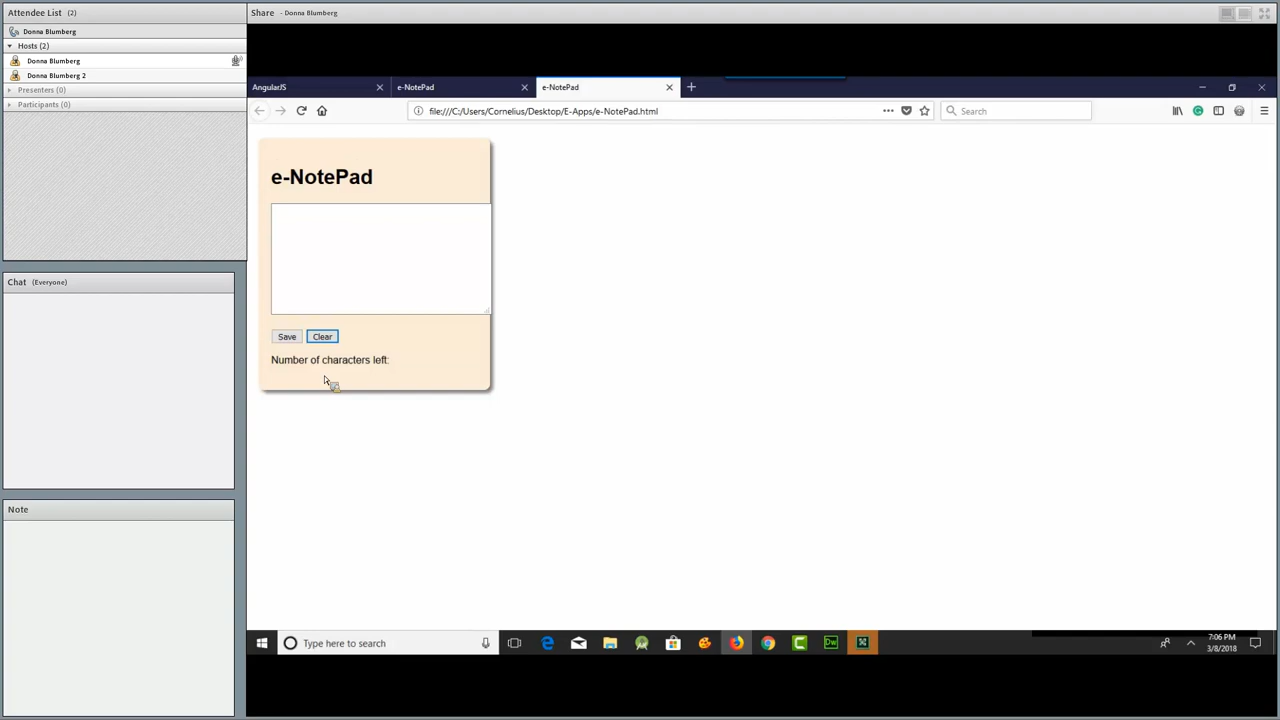 Attendee List (2)
Donna Blumberg
Hosts (2)
Donna Blumberg
Donna Blumberg 2
Presenters (0)
Participants (0)
Chat (Everyone)
Note
Share - Donna Blumberg
AngularJS
e-NotePad
e-NotePad
file:///C:/Users/Cornelius/Desktop/E-Apps/e-NotePad.html
Search
e-NotePad
Save
Clear
Number of characters left:
Type here to search
Dw
7:06 PM
3/8/2018